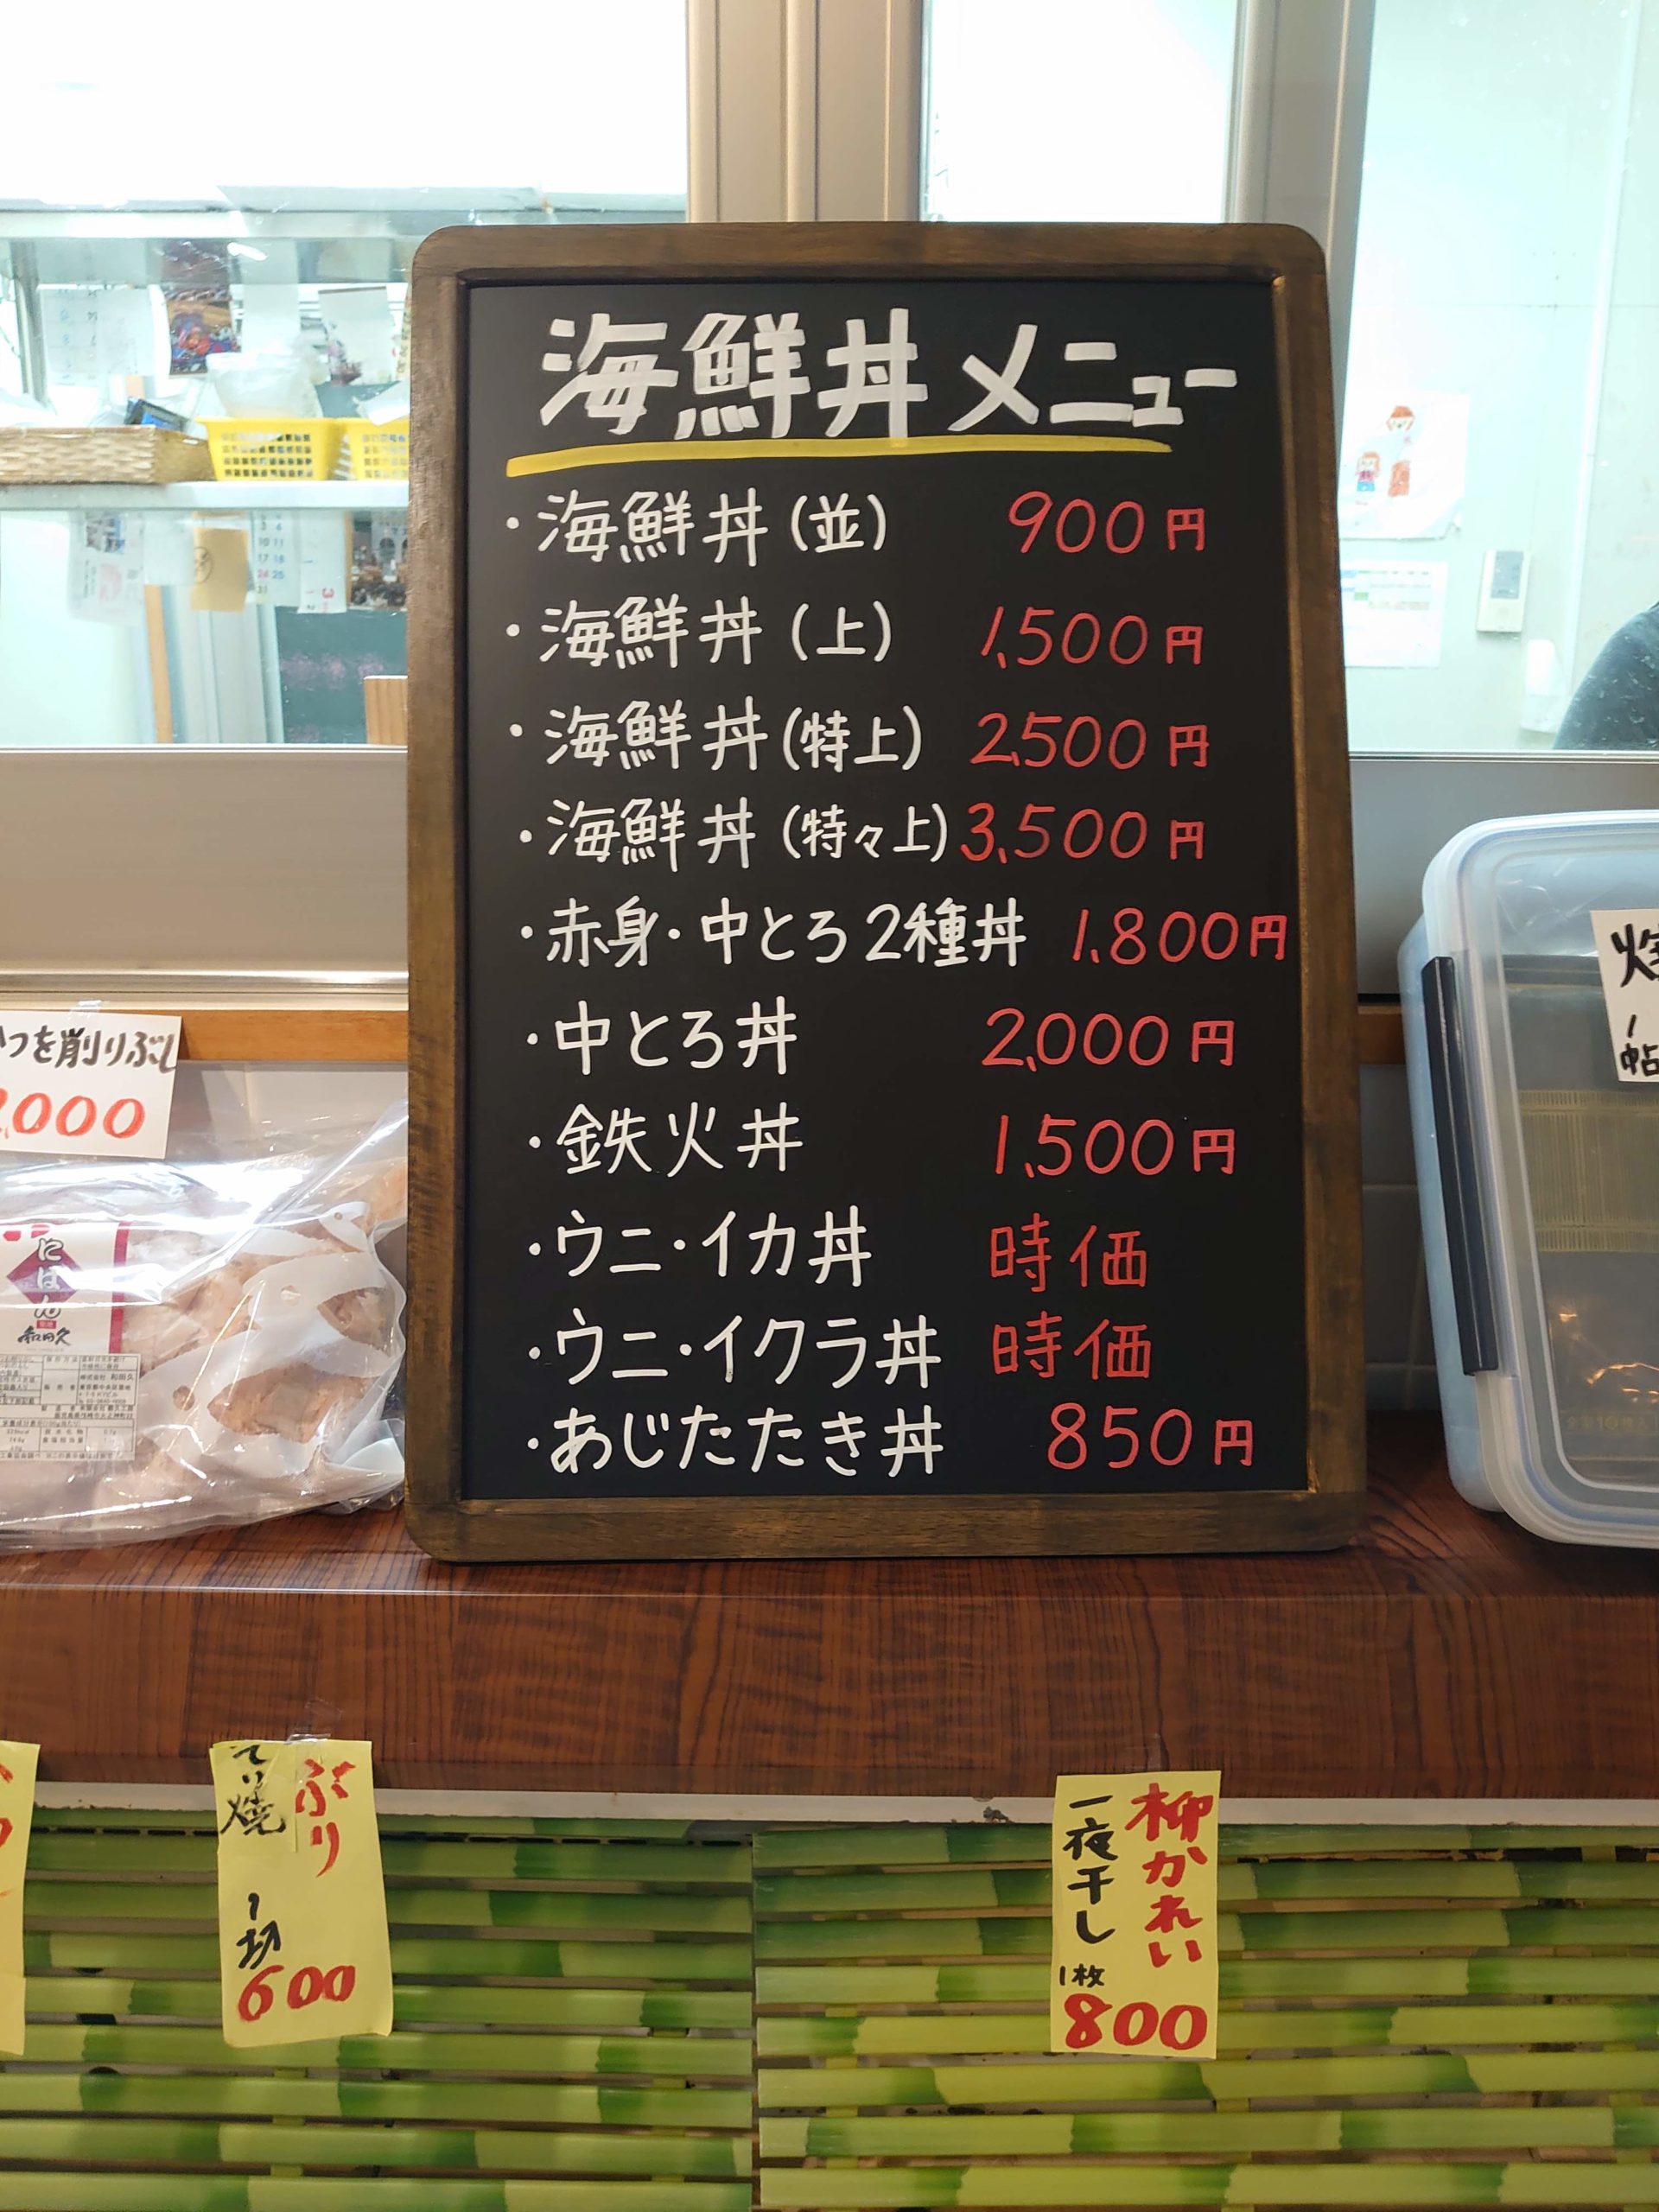 海鮮丼メニュー
・海鮮丼(並) 900円
・海鮮丼(上) 1,500円
・海鮮丼(特上) 2,500円
・海鮮丼(特々上) 3,500円
・赤身・中とろ2種丼 1,800円
・中とろ丼 2,000円
・鉄火丼 1,500円
・ウニ・イカ丼 時価
・ウニ・イクラ丼 時価
・あじたたき丼 850円
つを削りぶし
,000
にほん
和田久
ぶり
てり焼
1切
600
柳かれい
一夜干し
1枚
800